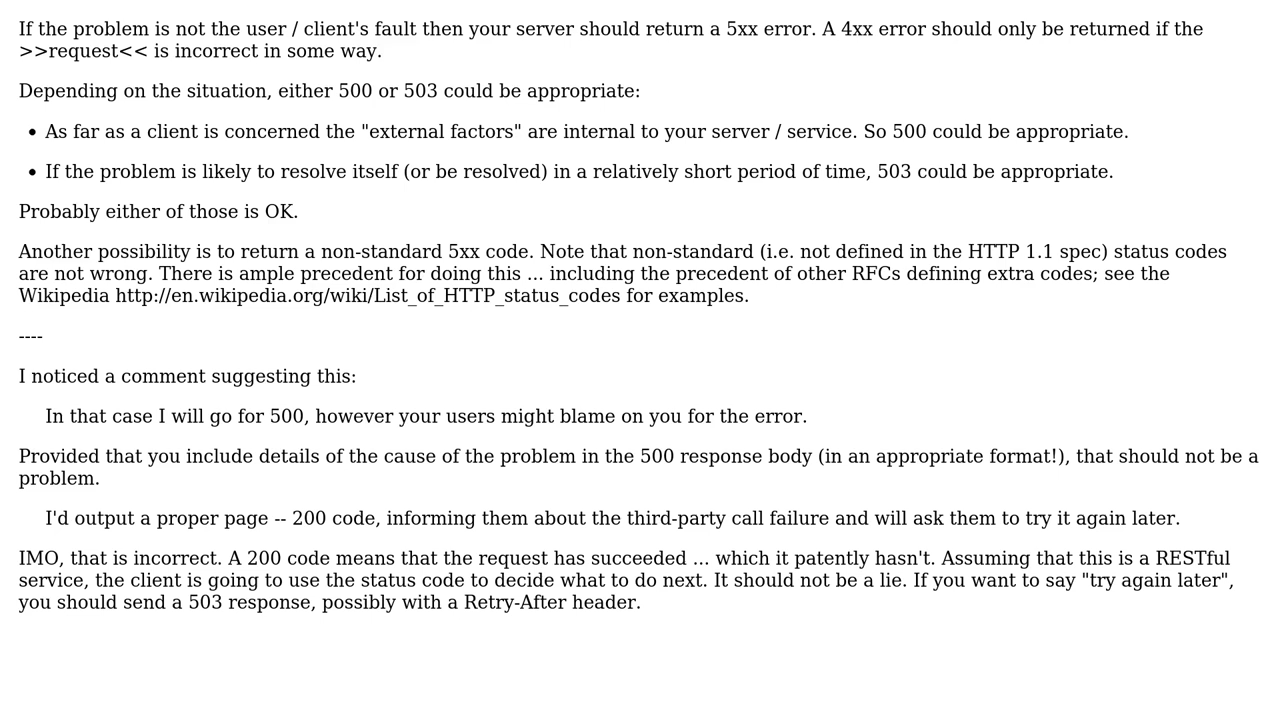 If the problem is not the user / client's fault then your server should return a 5xx error. A 4xx error should only be returned if the
>>request<< is incorrect in some way.
Depending on the situation, either 500 or 503 could be appropriate:
• As far as a client is concerned the "external factors" are internal to your server / service. So 500 could be appropriate.
• If the problem is likely to resolve itself (or be resolved) in a relatively short period of time, 503 could be appropriate.
Probably either of those is OK.
Another possibility is to return a non-standard 5xx code. Note that non-standard (i.e. not defined in the HTTP 1.1 spec) status codes
are not wrong. There is ample precedent for doing this ... including the precedent of other RFCs defining extra codes; see the
Wikipedia http://en.wikipedia.org/wiki/List_of_HTTP_status_codes for examples.
----
I noticed a comment suggesting this:
In that case I will go for 500, however your users might blame on you for the error.
Provided that you include details of the cause of the problem in the 500 response body (in an appropriate format!), that should not be a
problem.
I'd output a proper page -- 200 code, informing them about the third-party call failure and will ask them to try it again later.
IMO, that is incorrect. A 200 code means that the request has succeeded ... which it patently hasn't. Assuming that this is a RESTful
service, the client is going to use the status code to decide what to do next. It should not be a lie. If you want to say "try again later",
you should send a 503 response, possibly with a Retry-After header.